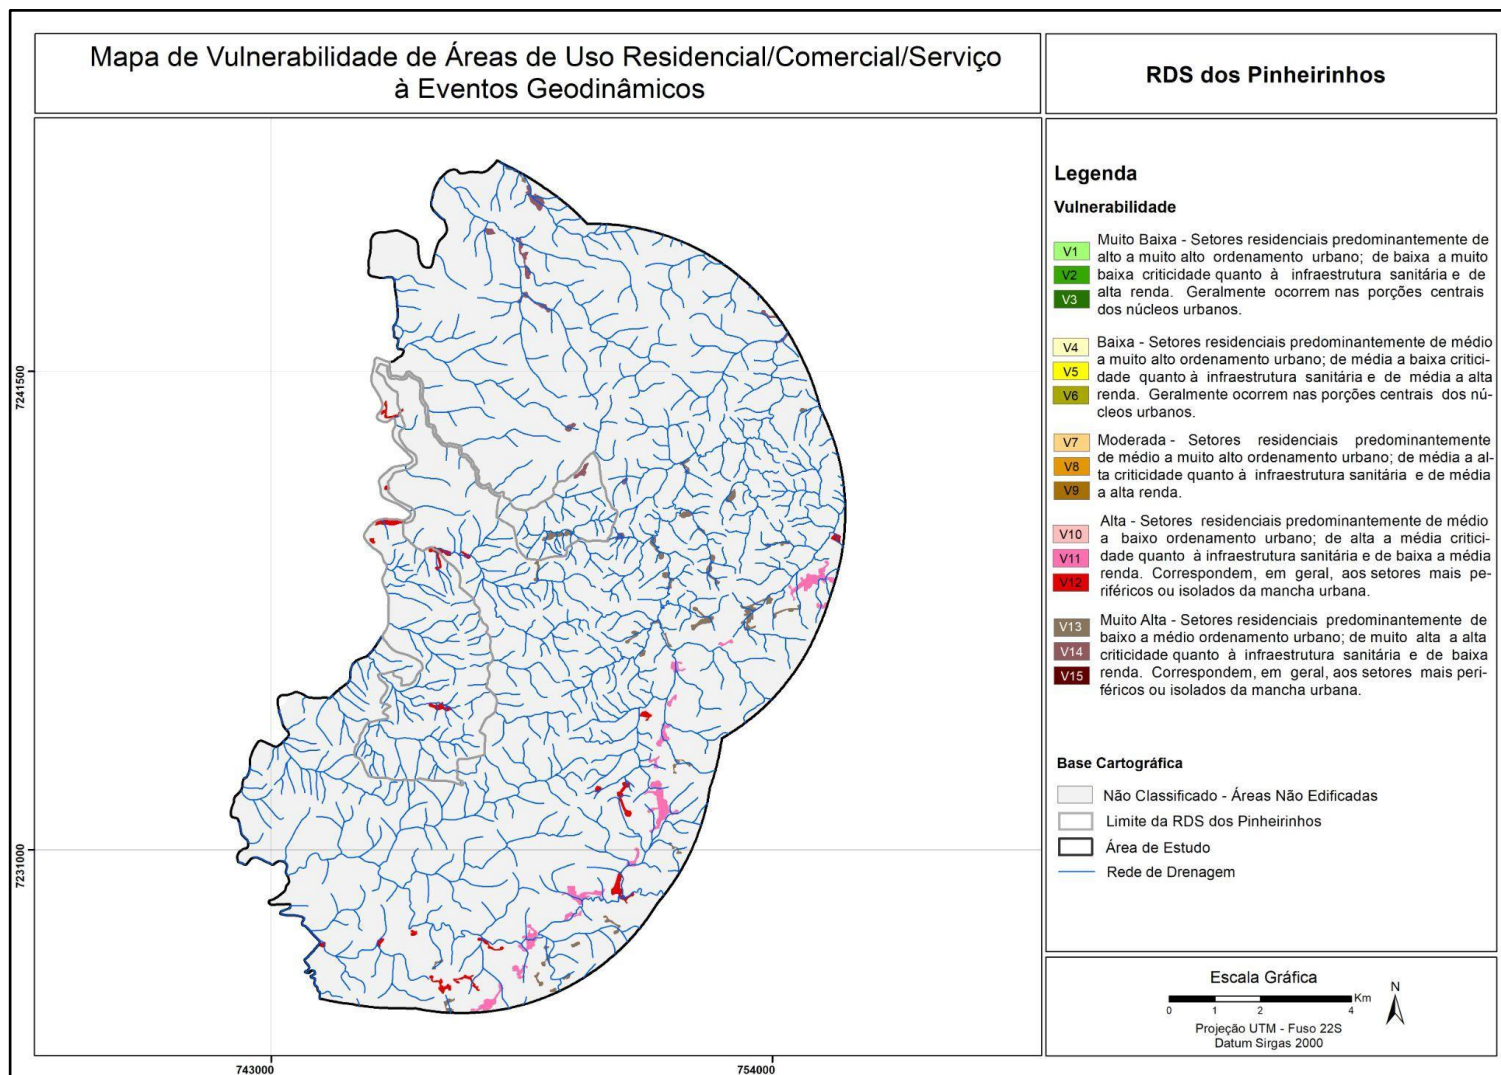 Mapa de Vulnerabilidade de Áreas de Uso Residencial/Comercial/Serviço
à Eventos Geodinâmicos
RDS dos Pinheirinhos
Legenda
Vulnerabilidade
V1
V2
V3
Muito Baixa - Setores residenciais predominantemente de
alto a muito alto ordenamento urbano; de baixa a muito
baixa criticidade quanto à infraestrutura sanitária e de
alta renda. Geralmente ocorrem nas porções centrais
dos núcleos urbanos.
V4
V5
V6
Baixa - Setores residenciais predominantemente de médio
a muito alto ordenamento urbano; de média a baixa critici-
dade quanto à infraestrutura sanitária e de média a alta
renda. Geralmente ocorrem nas porções centrais dos nú-
cleos urbanos.
V7
V8
V9
Moderada - Setores residenciais predominantemente
de médio a muito alto ordenamento urbano; de média a al-
ta criticidade quanto à infraestrutura sanitária e de média
a alta renda.
V10
V11
V12
Alta - Setores residenciais predominantemente de médio
a baixo ordenamento urbano; de alta a média critici-
dade quanto à infraestrutura sanitária e de baixa a média
renda. Correspondem, em geral, aos setores mais pe-
riféricos ou isolados da mancha urbana.
V13
V14
V15
Muito Alta - Setores residenciais predominantemente de
baixo a médio ordenamento urbano; de muito alta a alta
criticidade quanto à infraestrutura sanitária e de baixa
renda. Correspondem, em geral, aos setores mais peri-
féricos ou isolados da mancha urbana.
Base Cartográfica
Não Classificado - Áreas Não Edificadas
Limite da RDS dos Pinheirinhos
Área de Estudo
Rede de Drenagem
Escala Gráfica
Km
0 1 2 4
N
Projeção UTM - Fuso 22S
Datum Sirgas 2000
7241500
7231000
743000
754000